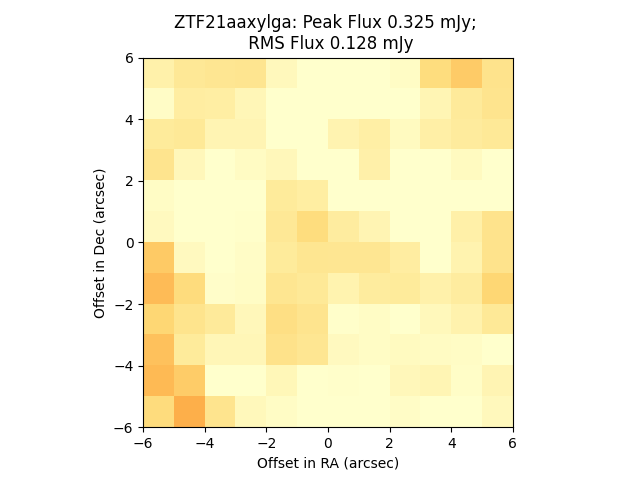 ZTF21aaxylga: Peak Flux 0.325 mJy;
RMS Flux 0.128 mJy
6
4
2
0
−2
−4
−6
Offset in Dec (arcsec)
−6 −4 −2 0 2 4 6
Offset in RA (arcsec)